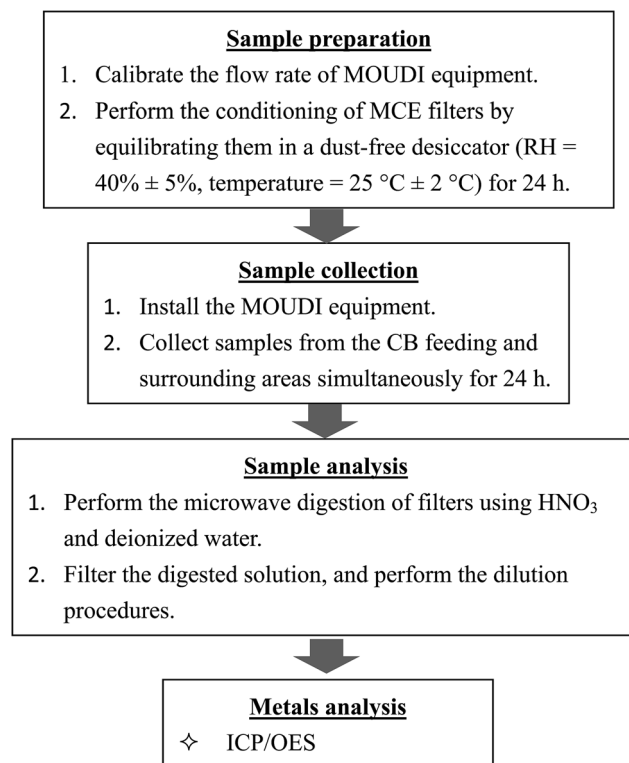 Sample preparation
1. Calibrate the flow rate of MOUDI equipment.
2. Perform the conditioning of MCE filters by
equilibrating them in a dust-free desiccator (RH =
40% ± 5%, temperature = 25 °C ± 2 °C) for 24 h.
Sample collection
1. Install the MOUDI equipment.
2. Collect samples from the CB feeding and
surrounding areas simultaneously for 24 h.
Sample analysis
1. Perform the microwave digestion of filters using HNO₃
and deionized water.
2. Filter the digested solution, and perform the dilution
procedures.
Metals analysis
✧ ICP/OES